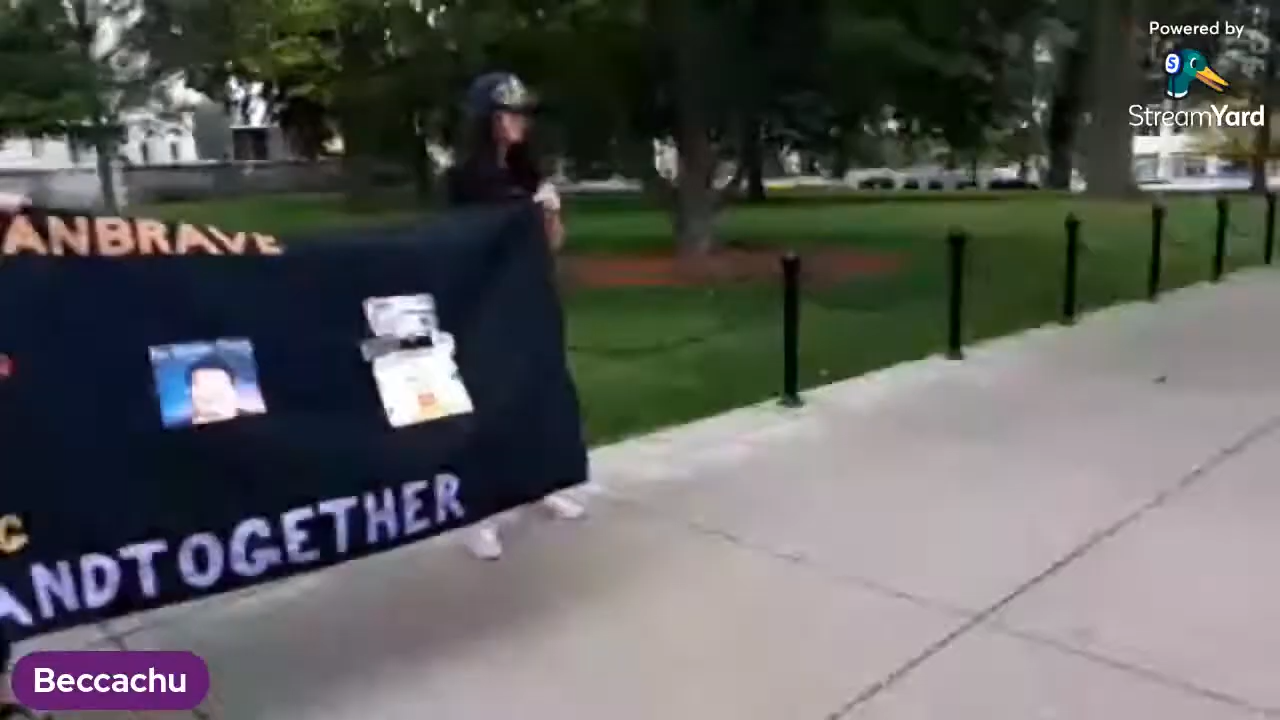 Powered by
StreamYard
ANBRAVE
G
ANDTOGETHER
Beccachu